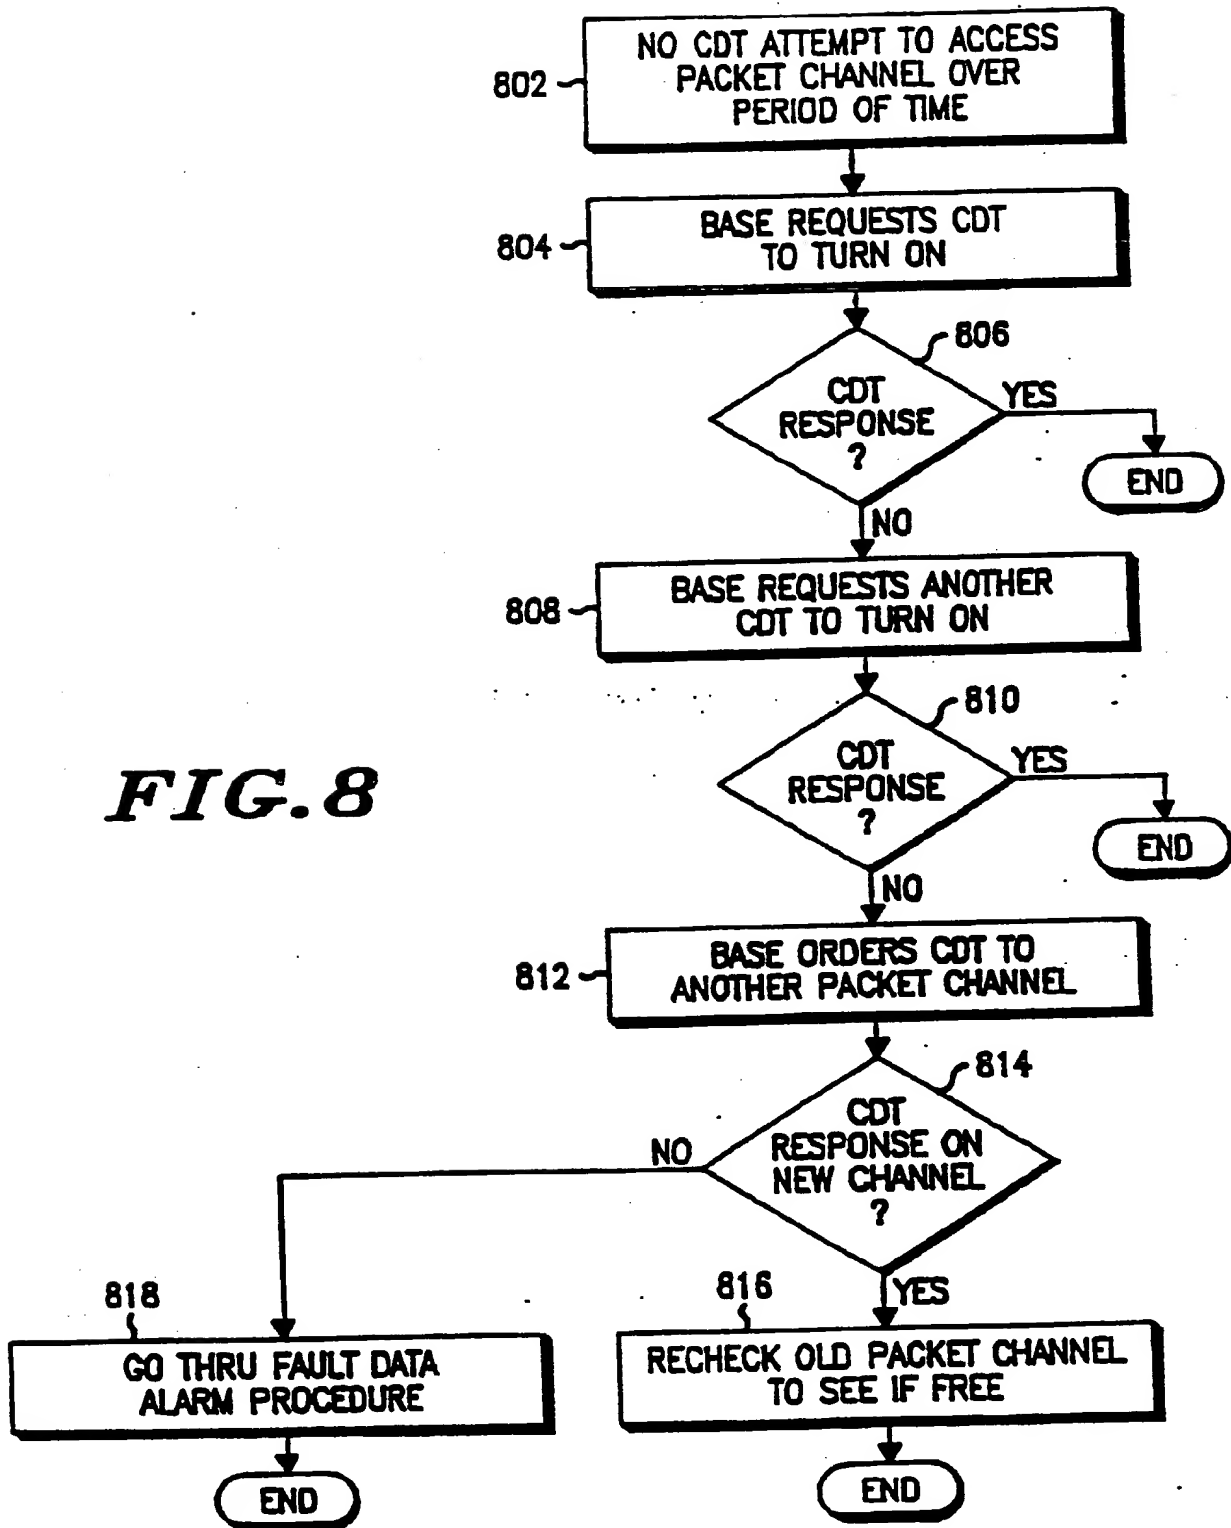 NO CDT ATTEMPT TO ACCESS
PACKET CHANNEL OVER
PERIOD OF TIME
802
BASE REQUESTS CDT
TO TURN ON
804
806
CDT
RESPONSE
?
YES
END
NO
BASE REQUESTS ANOTHER
CDT TO TURN ON
808
810
CDT
RESPONSE
?
YES
END
FIG.8
NO
BASE ORDERS CDT TO
ANOTHER PACKET CHANNEL
812
814
CDT
RESPONSE ON
NEW CHANNEL
?
NO
YES
818
816
GO THRU FAULT DATA
ALARM PROCEDURE
RECHECK OLD PACKET CHANNEL
TO SEE IF FREE
END
END